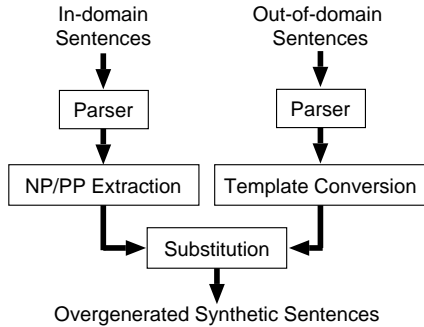 In-domain
Sentences
Out-of-domain
Sentences
Parser
Parser
NP/PP Extraction
Template Conversion
Substitution
Overgenerated Synthetic Sentences